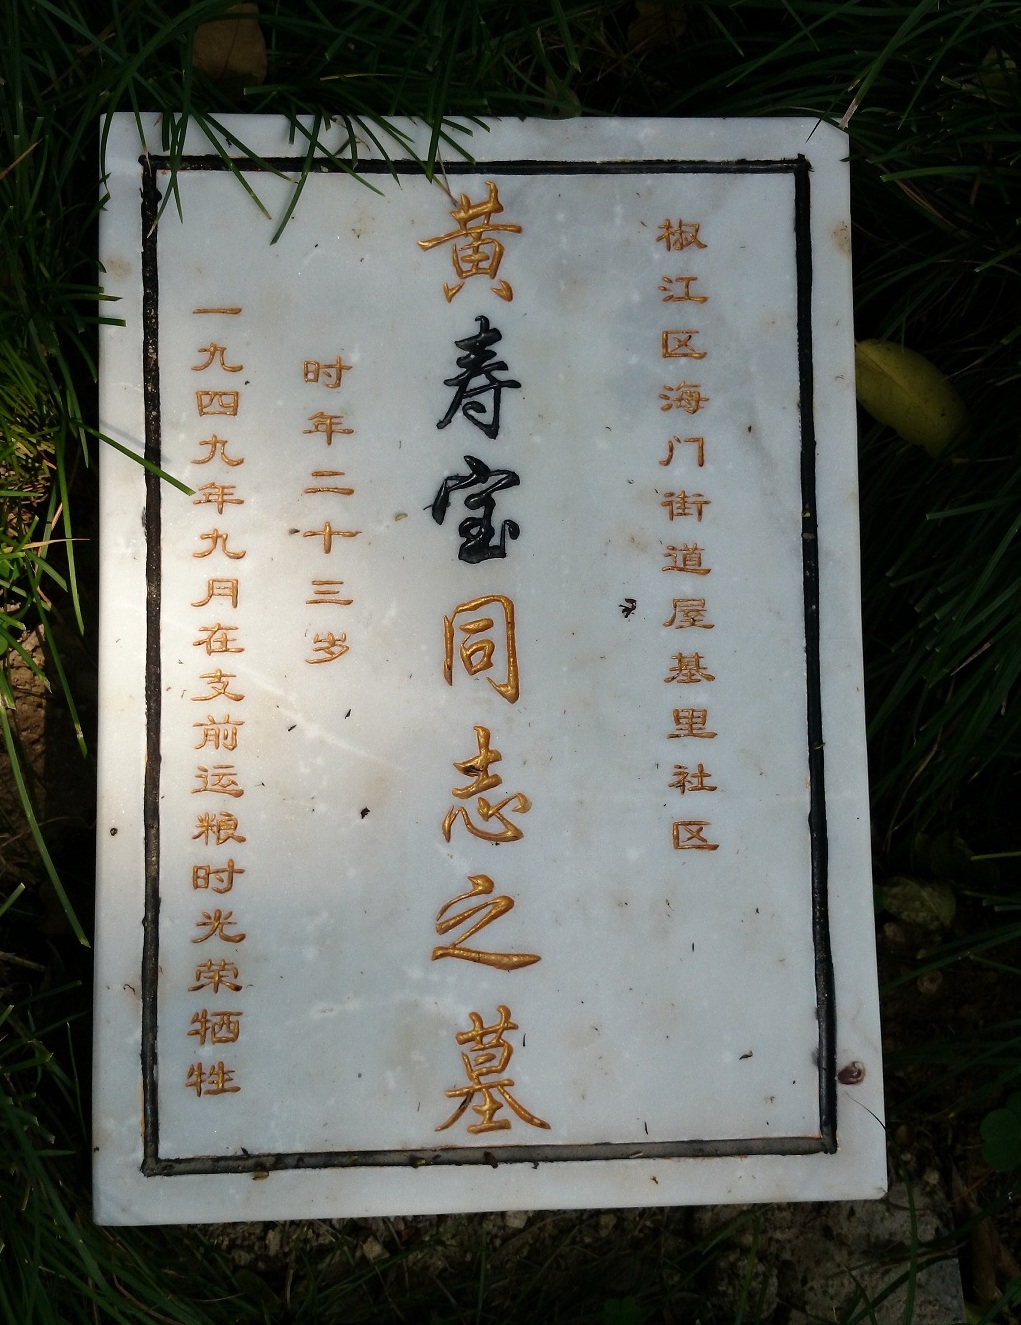 椒江区海门街道屋基里社区
黄寿宝同志之墓
时年二十三岁
一九四九年九月在支前运粮时光荣牺牲